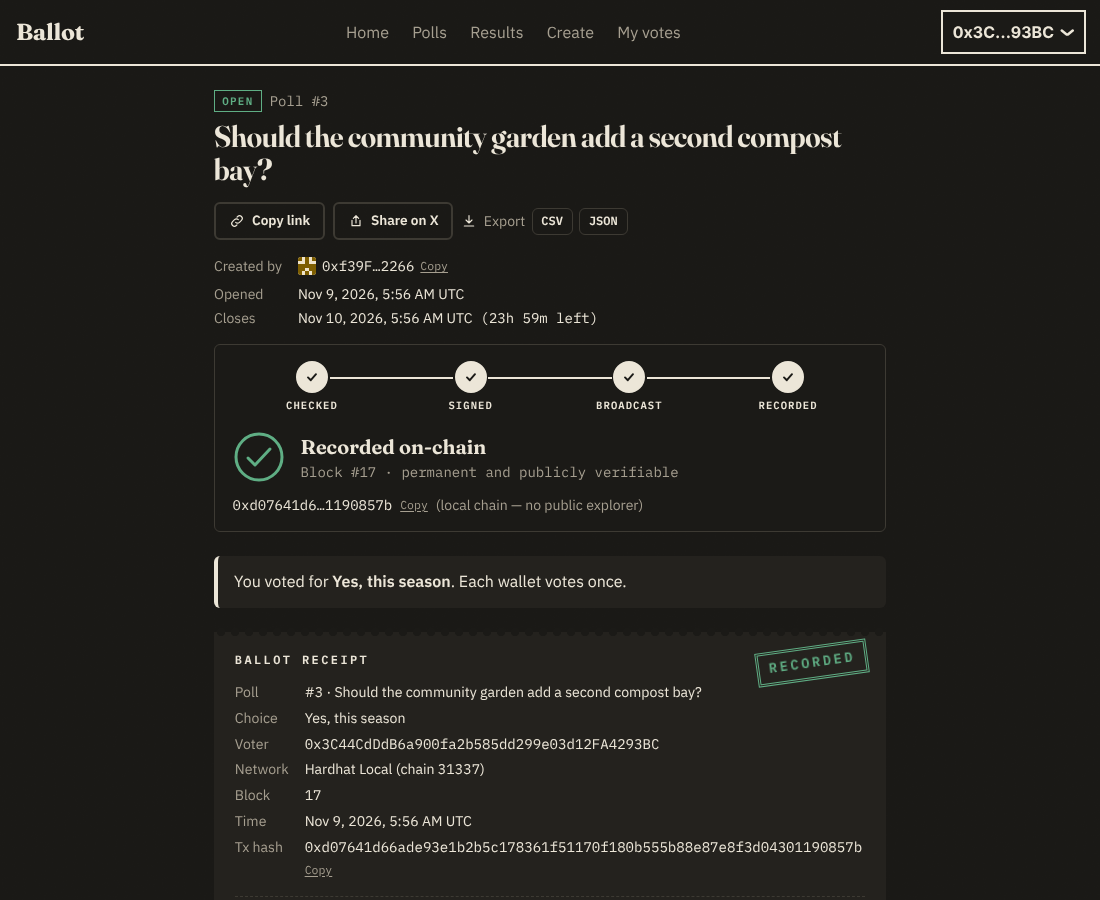 Ballot
Home Polls Results Create My votes
0x3C...93BC
OPEN Poll #3
Should the community garden add a second compost
bay?
Copy link Share on X Export CSV JSON
Created by 0xf39F…2266 Copy
Opened Nov 9, 2026, 5:56 AM UTC
Closes Nov 10, 2026, 5:56 AM UTC (23h 59m left)
CHECKED SIGNED BROADCAST RECORDED
Recorded on-chain
Block #17 · permanent and publicly verifiable
0xd07641d6…1190857b Copy (local chain — no public explorer)
You voted for Yes, this season. Each wallet votes once.
BALLOT RECEIPT
RECORDED
Poll #3 · Should the community garden add a second compost bay?
Choice Yes, this season
Voter 0x3C44CdDdB6a900fa2b585dd299e03d12FA4293BC
Network Hardhat Local (chain 31337)
Block 17
Time Nov 9, 2026, 5:56 AM UTC
Tx hash 0xd07641d66ade93e1b2b5c178361f51170f180b555b88e87e8f3d04301190857b
Copy